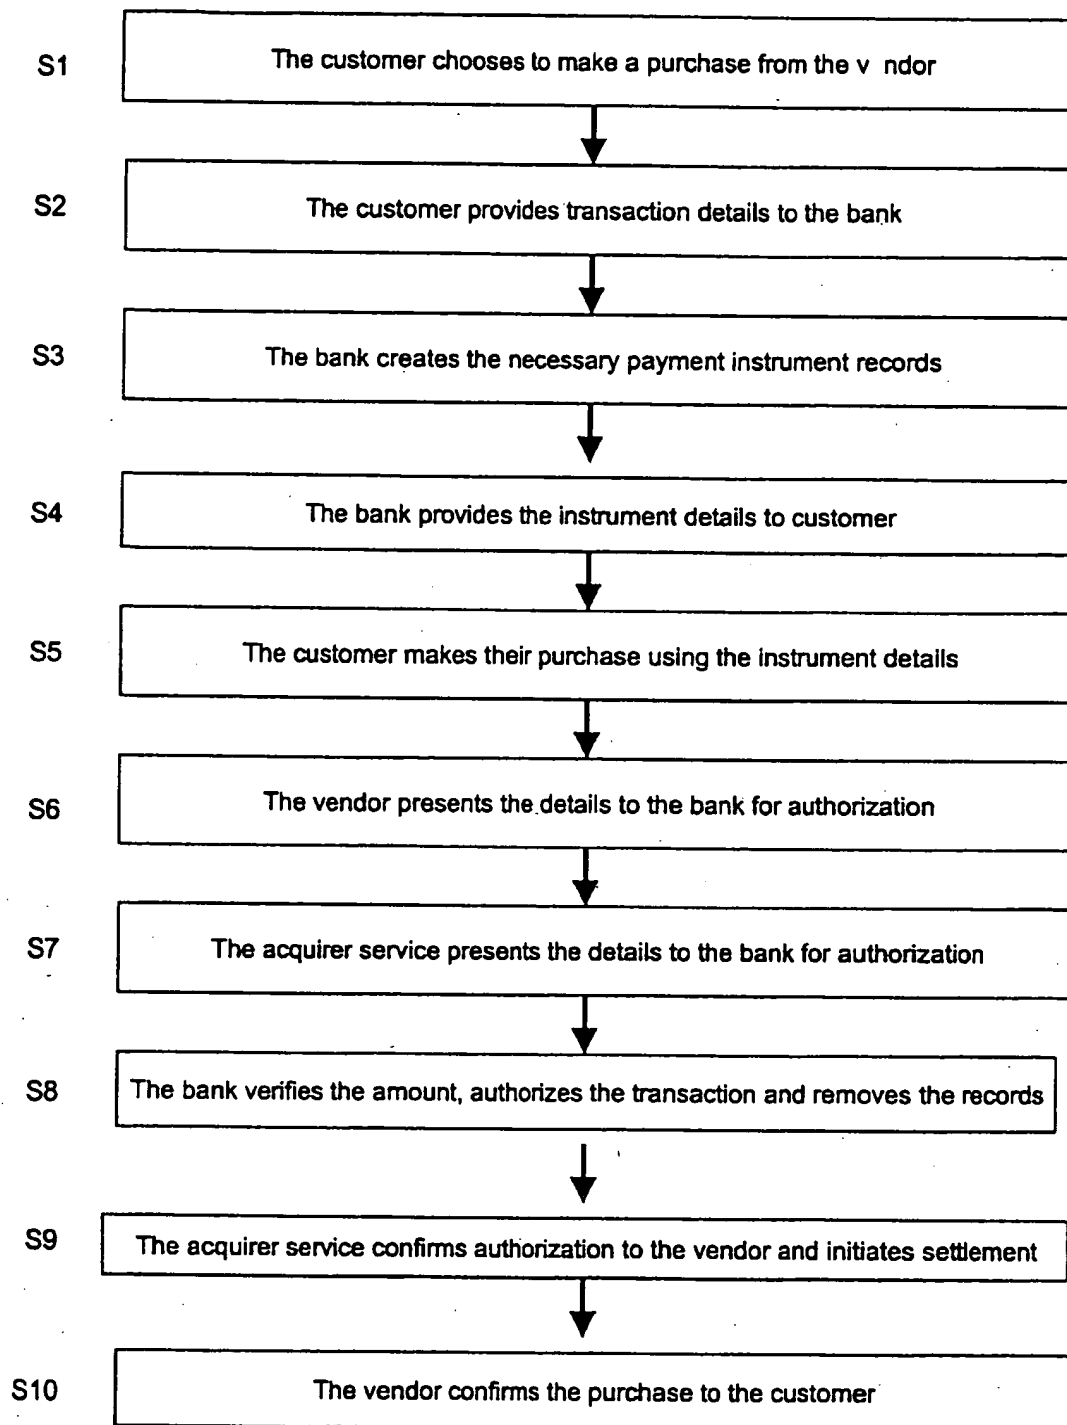 S1 The customer chooses to make a purchase from the v ndor
S2 The customer provides transaction details to the bank
S3 The bank creates the necessary payment instrument records
S4 The bank provides the instrument details to customer
S5 The customer makes their purchase using the instrument details
S6 The vendor presents the details to the bank for authorization
S7 The acquirer service presents the details to the bank for authorization
S8 The bank verifies the amount, authorizes the transaction and removes the records
S9 The acquirer service confirms authorization to the vendor and initiates settlement
S10 The vendor confirms the purchase to the customer